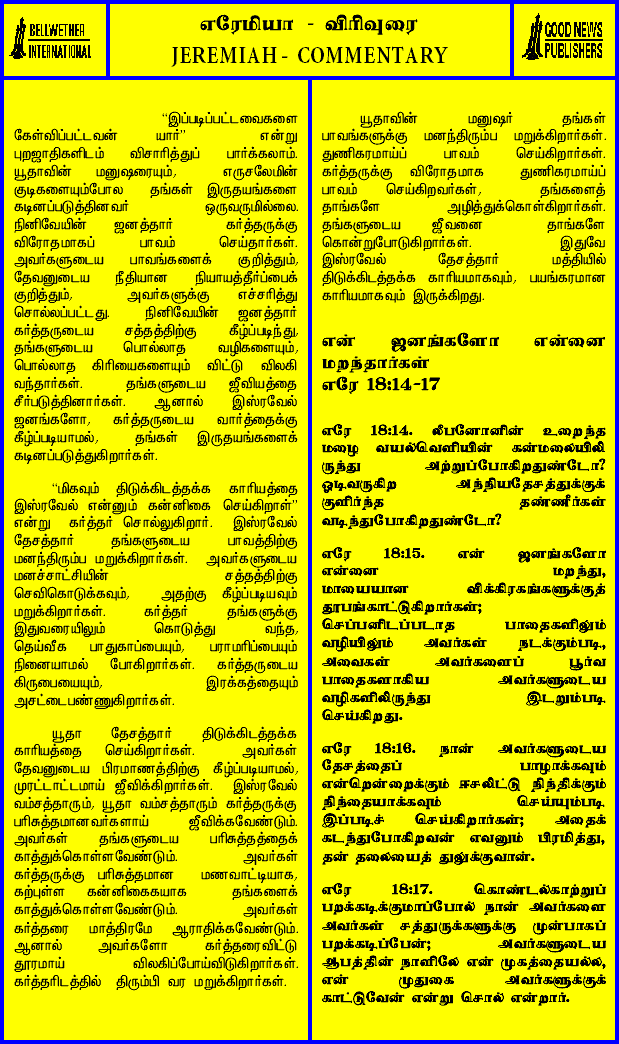 BELLWETHER
INTERNATIONAL
எரேமியா - விரிவுரை
JEREMIAH - COMMENTARY
GOOD NEWS
PUBLISHERS
“இப்படிப்பட்டவைகளை
கேள்விப்பட்டவன் யார்” என்று
புறஜாதிகளிடம் விசாரித்துப் பார்க்கலாம்.
யூதாவின் மனுஷரையும், எருசலேமின்
குடிகளையும்போல தங்கள் இருதயங்களை
கடினப்படுத்தினவர் ஒருவருமில்லை.
நினிவேயின் ஜனத்தார் கர்த்தருக்கு
விரோதமாகப் பாவம் செய்தார்கள்.
அவர்களுடைய பாவங்களைக் குறித்தும்,
தேவனுடைய நீதியான நியாயத்தீர்ப்பைக்
குறித்தும், அவர்களுக்கு எச்சரித்து
சொல்லப்பட்டது. நினிவேயின் ஜனத்தார்
கர்த்தருடைய சத்தத்திற்கு கீழ்ப்படிந்து,
தங்களுடைய பொல்லாத வழிகளையும்,
பொல்லாத கிரியைகளையும் விட்டு விலகி
வந்தார்கள். தங்களுடைய ஜீவியத்தை
சீர்படுத்தினார்கள். ஆனால் இஸ்ரவேல்
ஜனங்களோ, கர்த்தருடைய வார்த்தைக்கு
கீழ்ப்படியாமல், தங்கள் இருதயங்களைக்
கடினப்படுத்துகிறார்கள்.
“மிகவும் திடுக்கிடத்தக்க காரியத்தை
இஸ்ரவேல் என்னும் கன்னிகை செய்கிறாள்”
என்று கர்த்தர் சொல்லுகிறார். இஸ்ரவேல்
தேசத்தார் தங்களுடைய பாவத்திற்கு
மனந்திரும்ப மறுக்கிறார்கள். அவர்களுடைய
மனச்சாட்சியின் சத்தத்திற்கு
செவிகொடுக்கவும், அதற்கு கீழ்ப்படியவும்
மறுக்கிறார்கள். கர்த்தர் தங்களுக்கு
இதுவரையிலும் கொடுத்து வந்த,
தெய்வீக பாதுகாப்பையும், பராமரிப்பையும்
நினையாமல் போகிறார்கள். கர்த்தருடைய
கிருபையையும், இரக்கத்தையும்
அசட்டைபண்ணுகிறார்கள்.
யூதா தேசத்தார் திடுக்கிடத்தக்க
காரியத்தை செய்கிறார்கள். அவர்கள்
தேவனுடைய பிரமாணத்திற்கு கீழ்ப்படியாமல்,
முரட்டாட்டமாய் ஜீவிக்கிறார்கள். இஸ்ரவேல்
வம்சத்தாரும், யூதா வம்சத்தாரும் கர்த்தருக்கு
பரிசுத்தமானவர்களாய் ஜீவிக்கவேண்டும்.
அவர்கள் தங்களுடைய பரிசுத்தத்தைக்
காத்துக்கொள்ளவேண்டும். அவர்கள்
கர்த்தருக்கு பரிசுத்தமான மணவாட்டியாக,
கற்புள்ள கன்னிகைகயாக தங்களைக்
காத்துக்கொள்ளவேண்டும். அவர்கள்
கர்த்தரை மாத்திரமே ஆராதிக்கவேண்டும்.
ஆனால் அவர்களோ கர்த்தரைவிட்டு
தூரமாய் விலகிப்போய்விடுகிறார்கள்.
கர்த்தரிடத்தில் திரும்பி வர மறுக்கிறார்கள்.
யூதாவின் மனுஷர் தங்கள்
பாவங்களுக்கு மனந்திரும்ப மறுக்கிறார்கள்.
துணிகரமாய்ப் பாவம் செய்கிறார்கள்.
கர்த்தருக்கு விரோதமாக துணிகரமாய்ப்
பாவம் செய்கிறவர்கள், தங்களைத்
தாங்களே அழித்துக்கொள்கிறார்கள்.
தங்களுடைய ஜீவனை தாங்களே
கொன்றுபோடுகிறார்கள். இதுவே
இஸ்ரவேல் தேசத்தார் மத்தியில்
திடுக்கிடத்தக்க காரியமாகவும், பயங்கரமான
காரியமாகவும் இருக்கிறது.
என் ஜனங்களோ என்னை
மறந்தார்கள்
எரே 18:14-17
எரே 18:14. லீபனோனின் உறைந்த
மழை வயல்வெளியின் கன்மலையிலி
ருந்து அற்றுப்போகிறதுண்டோ?
ஓடிவருகிற அந்நியதேசத்துக்குக்
குளிர்ந்த தண்ணீர்கள்
வடிந்துபோகிறதுண்டோ?
எரே 18:15. என் ஜனங்களோ
என்னை மறந்து,
மாயையான விக்கிரகங்களுக்குத்
தூபங்காட்டுகிறார்கள்;
செப்பனிடப்படாத பாதைகளிலும்
வழியிலும் அவர்கள் நடக்கும்படி,
அவைகள் அவர்களைப் பூர்வ
பாதைகளாகிய அவர்களுடைய
வழிகளிலிருந்து இடறும்படி
செய்கிறது.
எரே 18:16. நான் அவர்களுடைய
தேசத்தைப் பாழாக்கவும்
என்றென்றைக்கும் ஈசலிட்டு நிந்திக்கும்
நிந்தையாக்கவும் செய்யும்படி
இப்படிச் செய்கிறார்கள்; அதைக்
கடந்துபோகிறவன் எவனும் பிரமித்து,
தன் தலையைத் துலுக்குவான்.
எரே 18:17. கொண்டல்காற்றுப்
பறக்கடிக்குமாப்போல் நான் அவர்களை
அவர்கள் சத்துருக்களுக்கு முன்பாகப்
பறக்கடிப்பேன்; அவர்களுடைய
ஆபத்தின் நாளிலே என் முகத்தையல்ல,
என் முதுகை அவர்களுக்குக்
காட்டுவேன் என்று சொல் என்றார்.